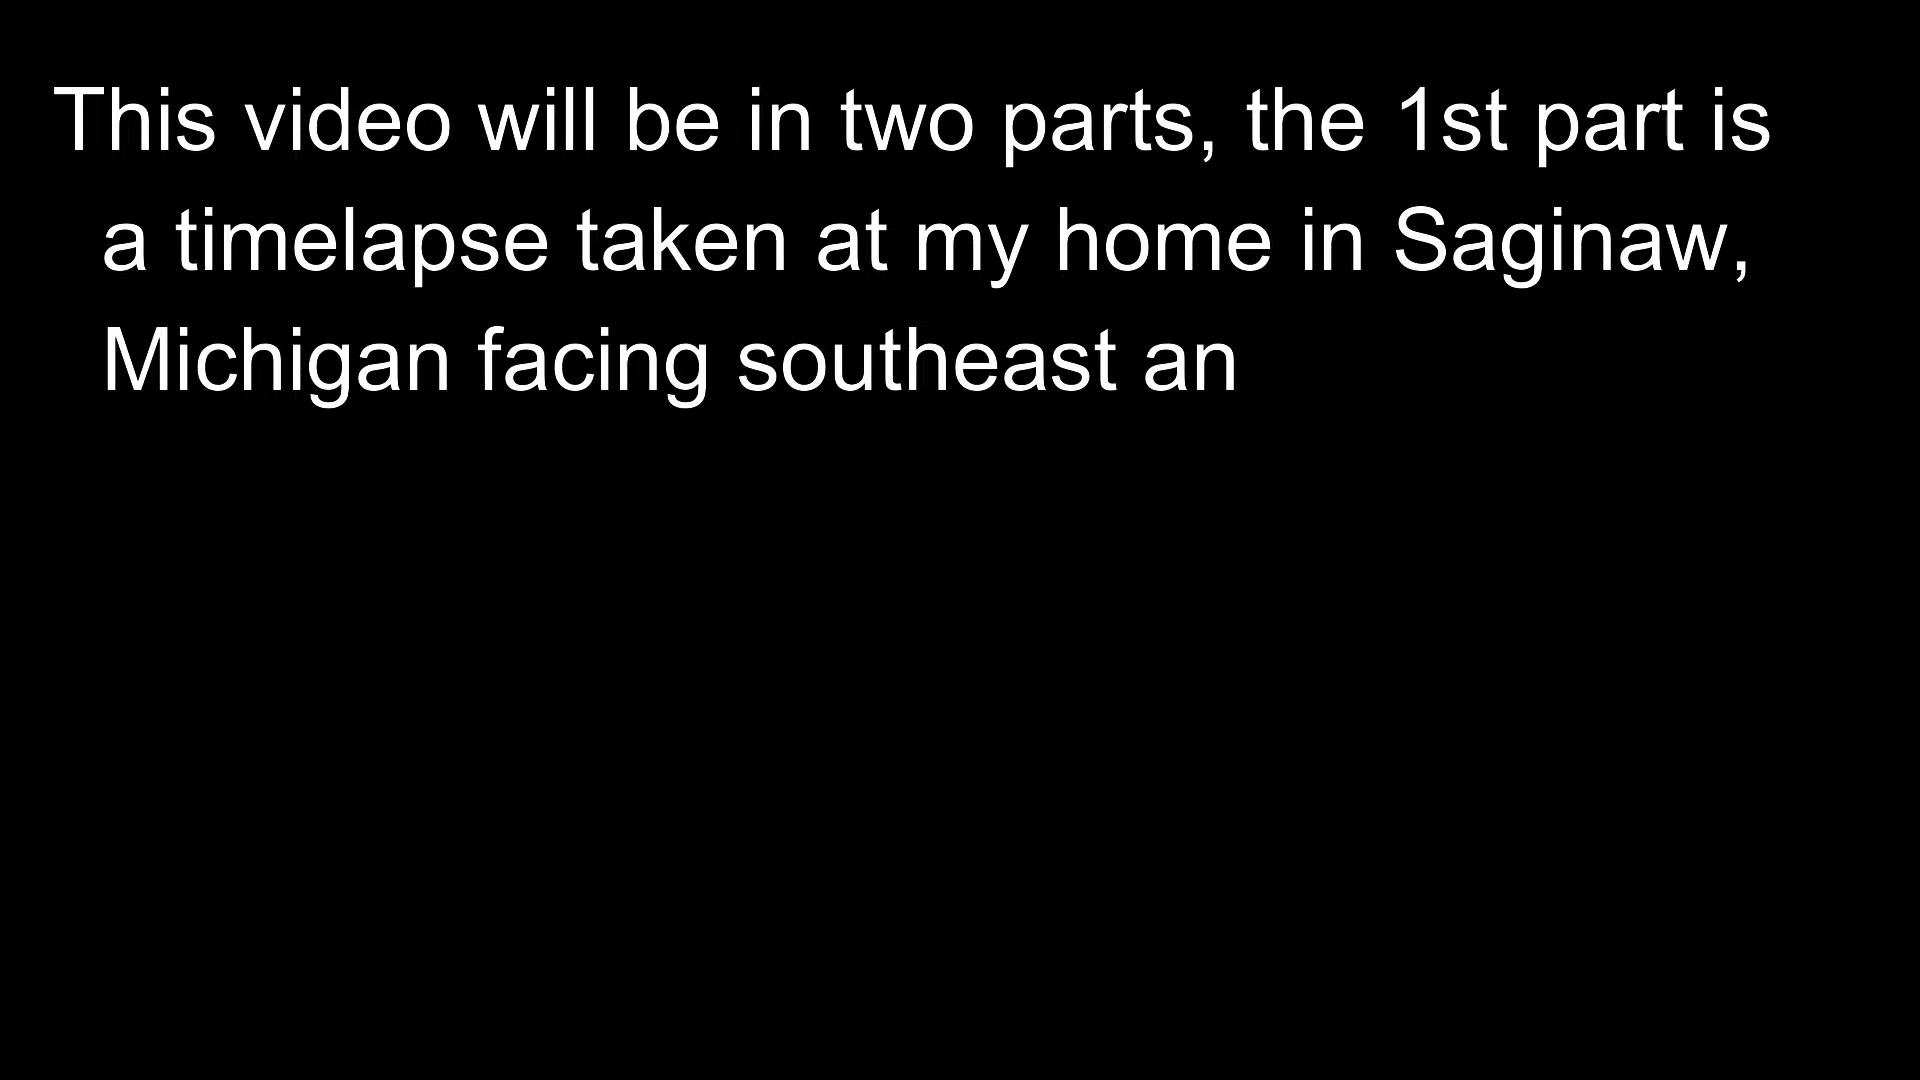 This video will be in two parts, the 1st part is
a timelapse taken at my home in Saginaw,
Michigan facing southeast an